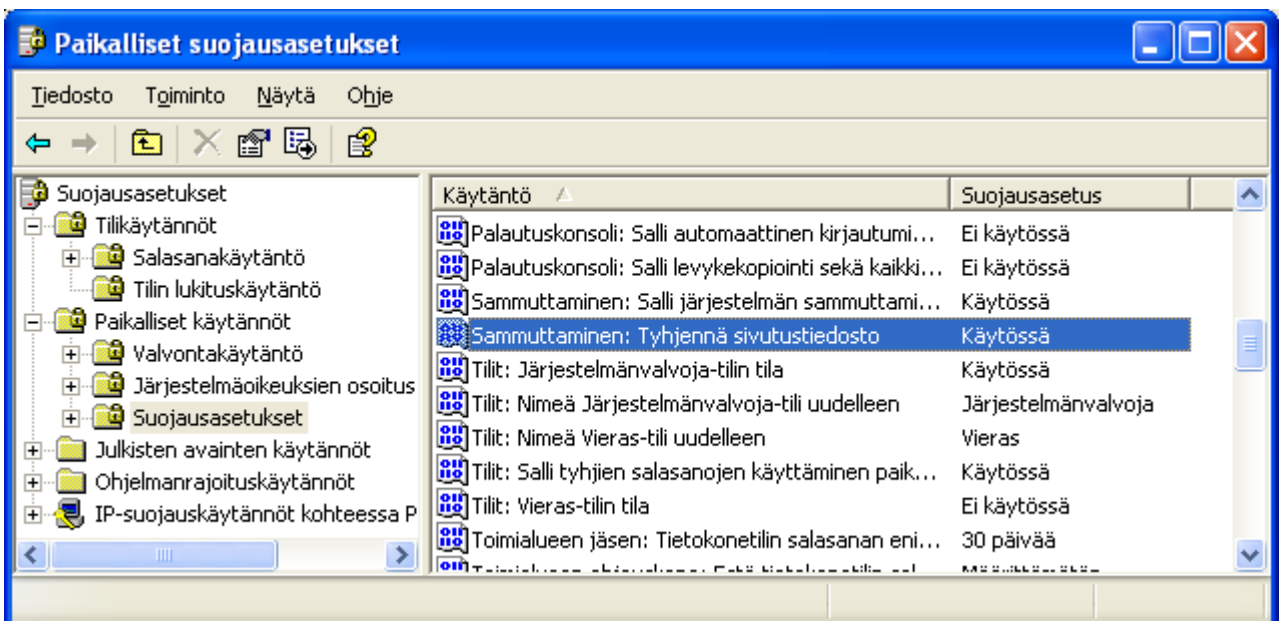 Paikalliset suojausasetukset
Tiedosto Toiminto Näytä Ohje
Suojausasetukset
Tilikäytännöt
Salasanakäytäntö
Tilin lukituskäytäntö
Paikalliset käytännöt
Valvontakäytäntö
Järjestelmäoikeuksien osoitus
Suojausasetukset
Julkisten avainten käytännöt
Ohjelmanrajoituskäytännöt
IP-suojauskäytännöt kohteessa P
Käytäntö Suojausasetus
Palautuskonsoli: Salli automaattinen kirjautumi... Ei käytössä
Palautuskonsoli: Salli levykekopiointi sekä kaikki... Ei käytössä
Sammuttaminen: Salli järjestelmän sammuttami... Käytössä
Sammuttaminen: Tyhjennä sivutustiedosto Käytössä
Tilit: Järjestelmänvalvoja-tilin tila Käytössä
Tilit: Nimeä Järjestelmänvalvoja-tili uudelleen Järjestelmänvalvoja
Tilit: Nimeä Vieras-tili uudelleen Vieras
Tilit: Salli tyhjien salasanojen käyttäminen paik... Käytössä
Tilit: Vieras-tilin tila Ei käytössä
Toimialueen jäsen: Tietokonetilin salasanan eni... 30 päivää